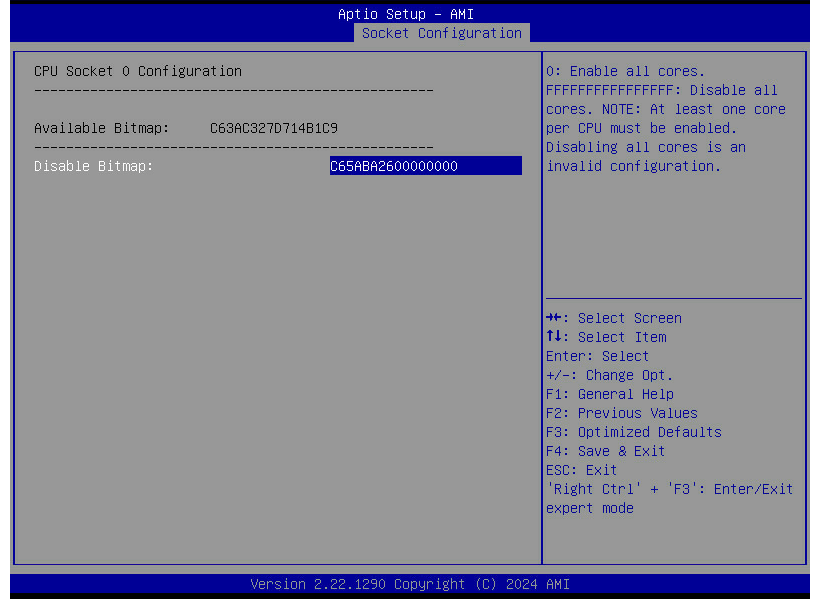 Aptio Setup – AMI
Socket Configuration
CPU Socket 0 Configuration
--------------------------------------------------
Available Bitmap: C63AC327D714B1C9
--------------------------------------------------
Disable Bitmap: C65ABA2600000000
0: Enable all cores.
FFFFFFFFFFFFFFFF: Disable all
cores. NOTE: At least one core
per CPU must be enabled.
Disabling all cores is an
invalid configuration.
→←: Select Screen
↑↓: Select Item
Enter: Select
+/-: Change Opt.
F1: General Help
F2: Previous Values
F3: Optimized Defaults
F4: Save & Exit
ESC: Exit
'Right Ctrl' + 'F3': Enter/Exit
expert mode
Version 2.22.1290 Copyright (C) 2024 AMI